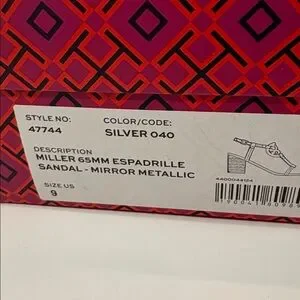 STYLE NO: COLOR/CODE:
47744 SILVER 040
DESCRIPTION
MILLER 65MM ESPADRILLE
SANDAL - MIRROR METALLIC
SIZE US
9